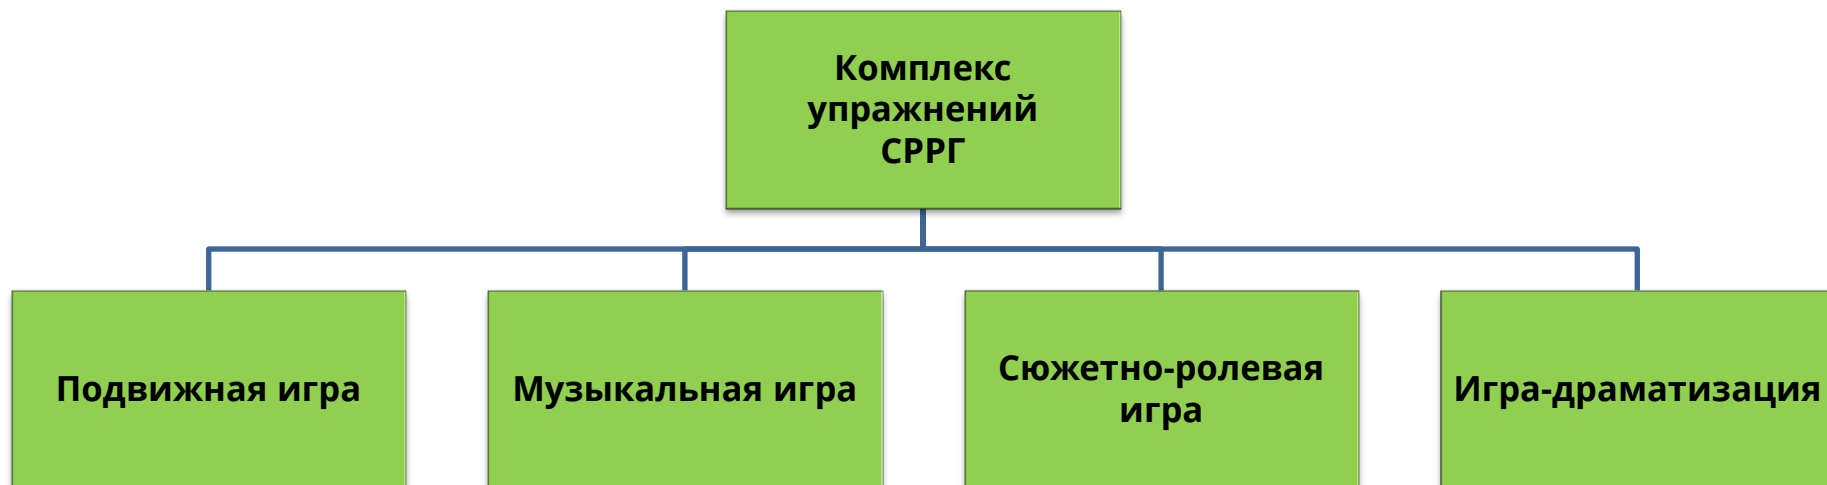 Комплекс
упражнений
СРРГ
Подвижная игра
Музыкальная игра
Сюжетно-ролевая
игра
Игра-драматизация